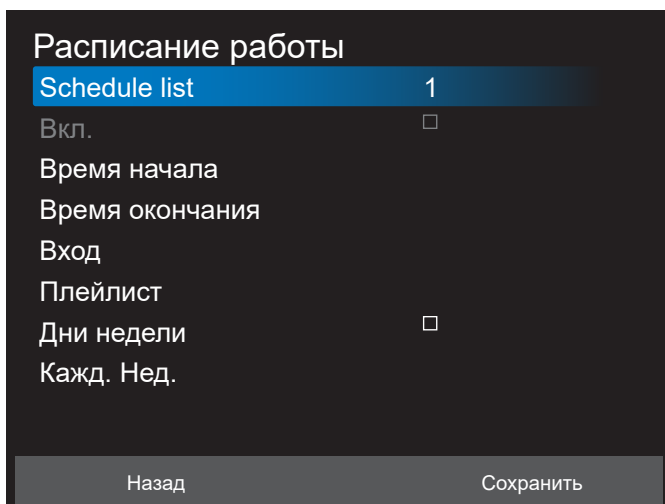 Расписание работы
Schedule list 1
Вкл.
Время начала
Время окончания
Вход
Плейлист
Дни недели
Кажд. Нед.
Назад Сохранить